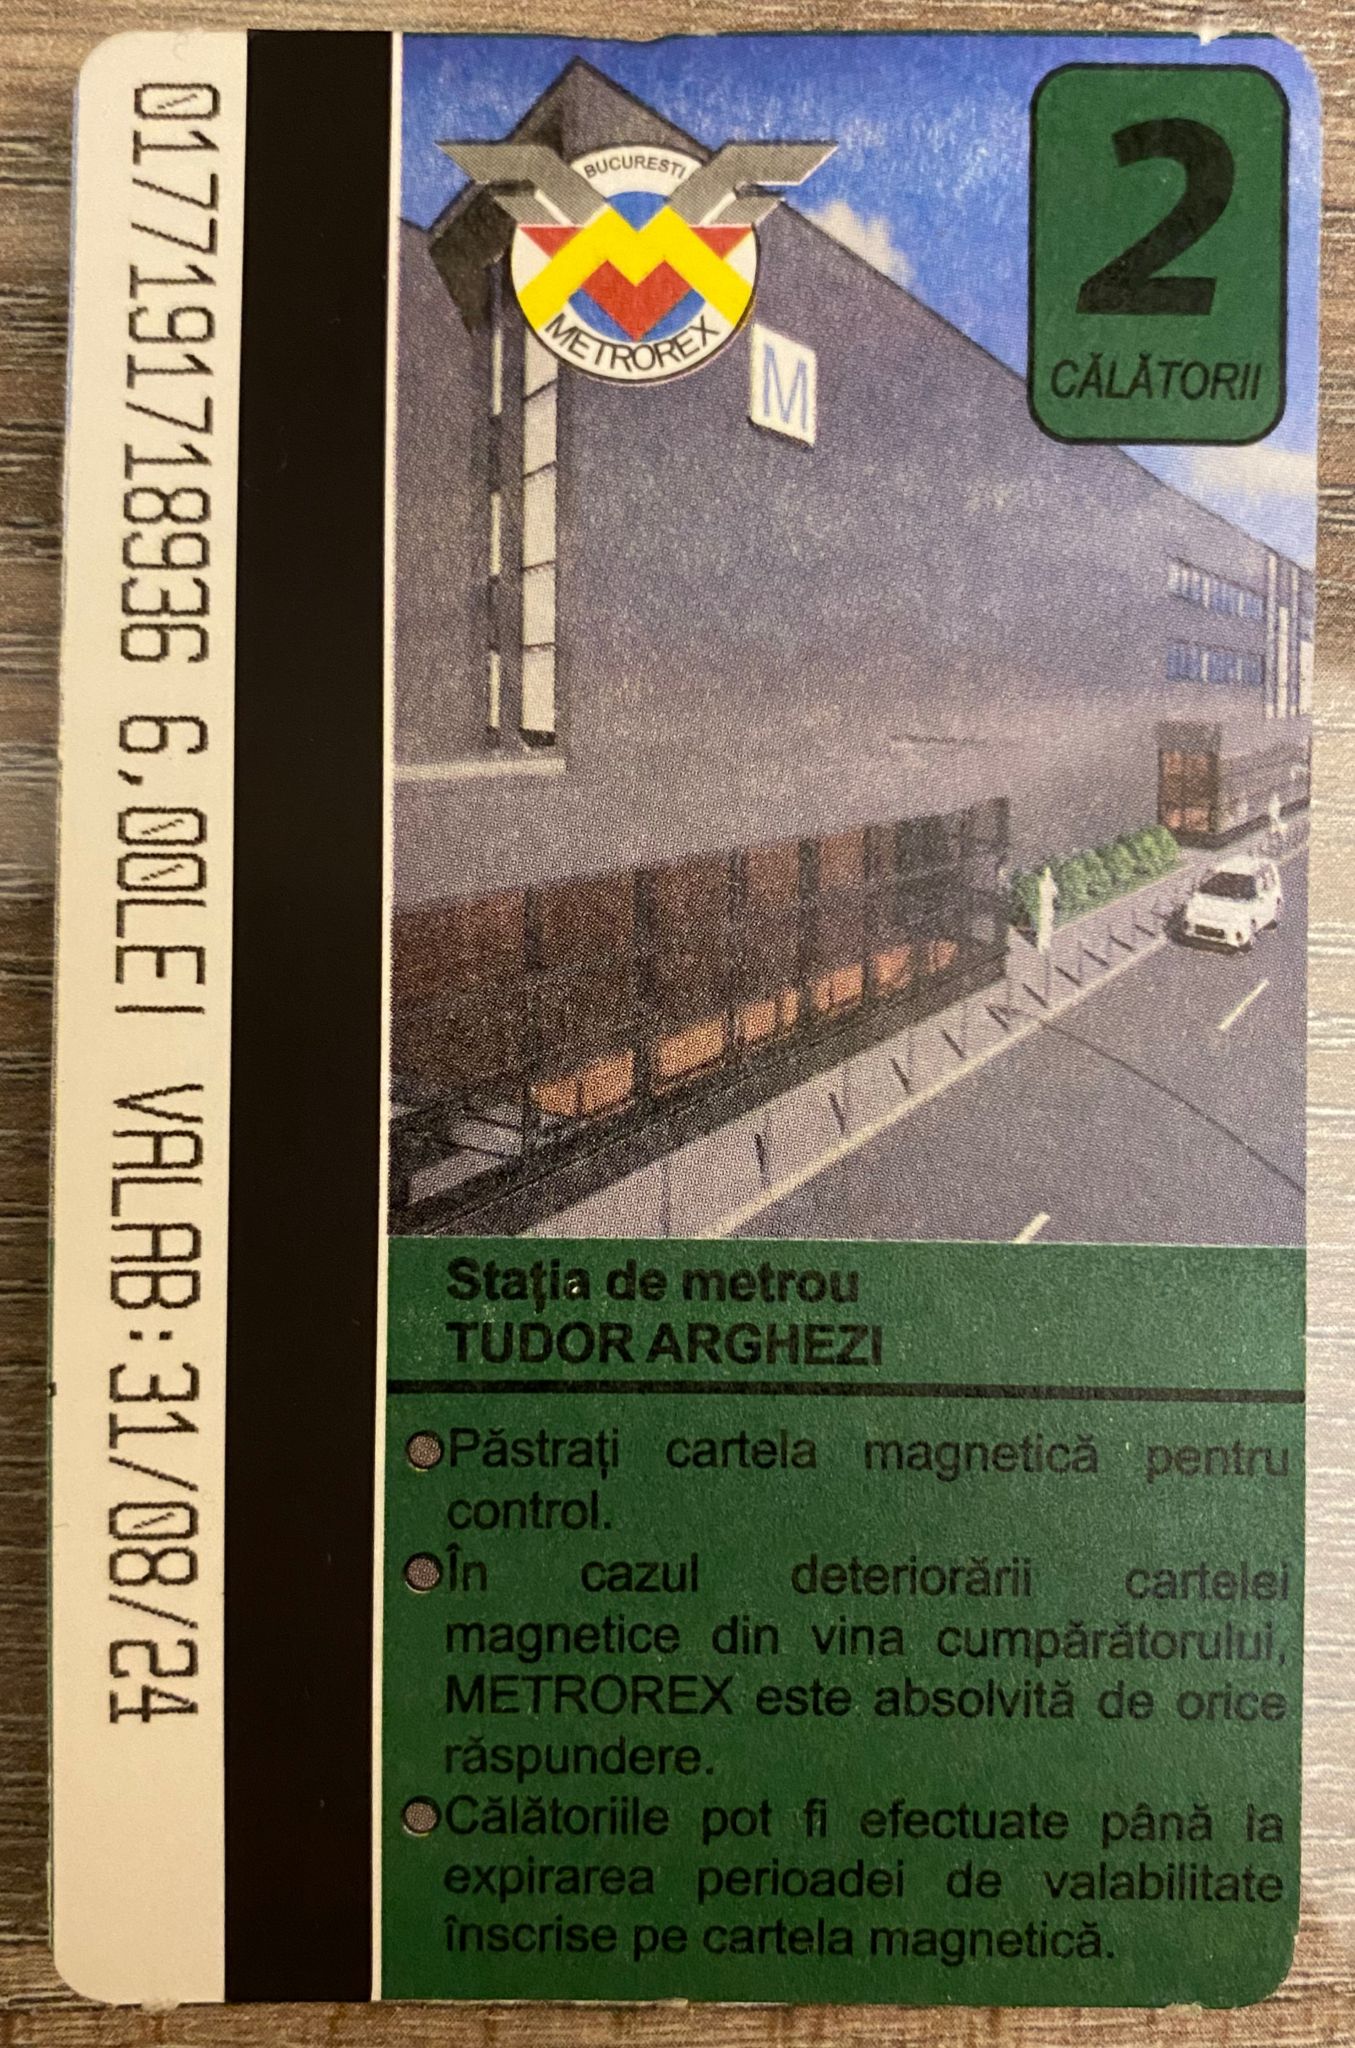 0177191718936 6,00LEI VALAB:31/08/24
BUCURESTI
METROREX
M
2
CĂLĂTORII
Stația de metrou
TUDOR ARGHEZI
Păstrați cartela magnetică pentru
control.
În cazul deteriorării cartelei
magnetice din vina cumpărătorului,
METROREX este absolvită de orice
răspundere.
Călătoriile pot fi efectuate până la
expirarea perioadei de valabilitate
înscrise pe cartela magnetică.